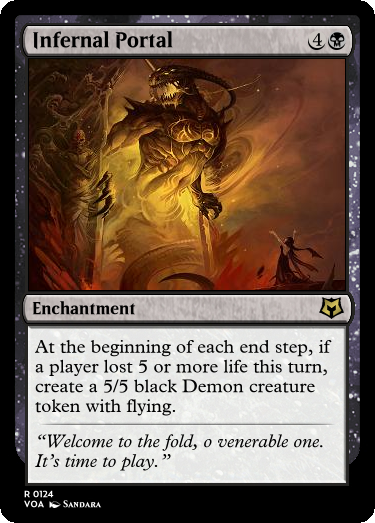 Infernal Portal 4
Enchantment
At the beginning of each end step, if
a player lost 5 or more life this turn,
create a 5/5 black Demon creature
token with flying.
“Welcome to the fold, o venerable one.
It’s time to play.”
R 0124
VOA Sandara